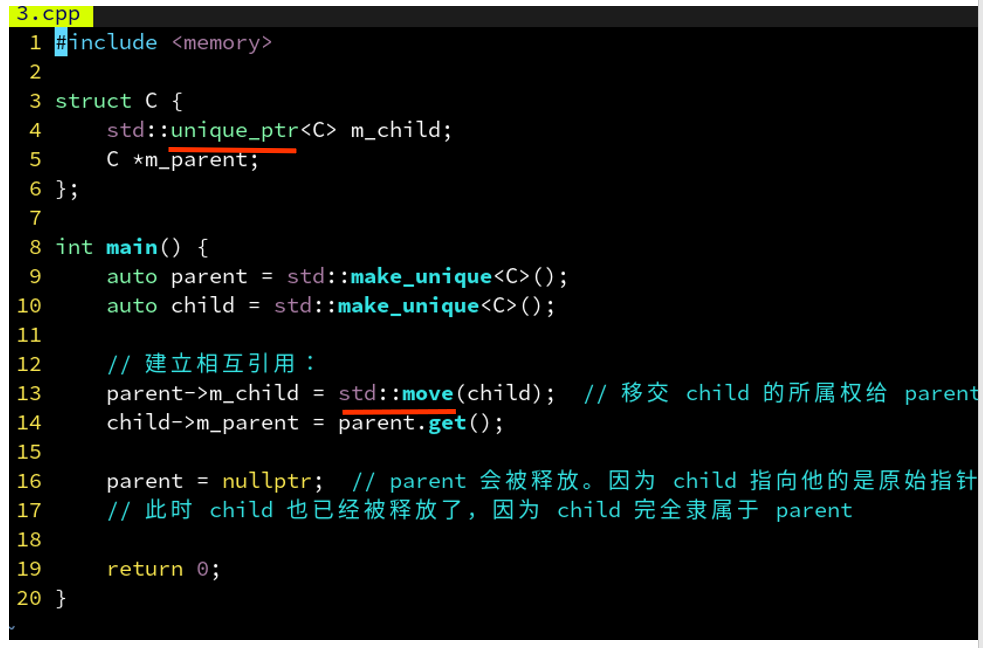 3.cpp
1 #include <memory>
2
3 struct C {
4     std::unique_ptr<C> m_child;
5     C *m_parent;
6 };
7
8 int main() {
9     auto parent = std::make_unique<C>();
10     auto child = std::make_unique<C>();
11
12     // 建立相互引用：
13     parent->m_child = std::move(child);  // 移交 child 的所属权给 parent
14     child->m_parent = parent.get();
15
16     parent = nullptr;  // parent 会被释放。因为 child 指向他的是原始指针
17     // 此时 child 也已经被释放了，因为 child 完全隶属于 parent
18
19     return 0;
20 }
~